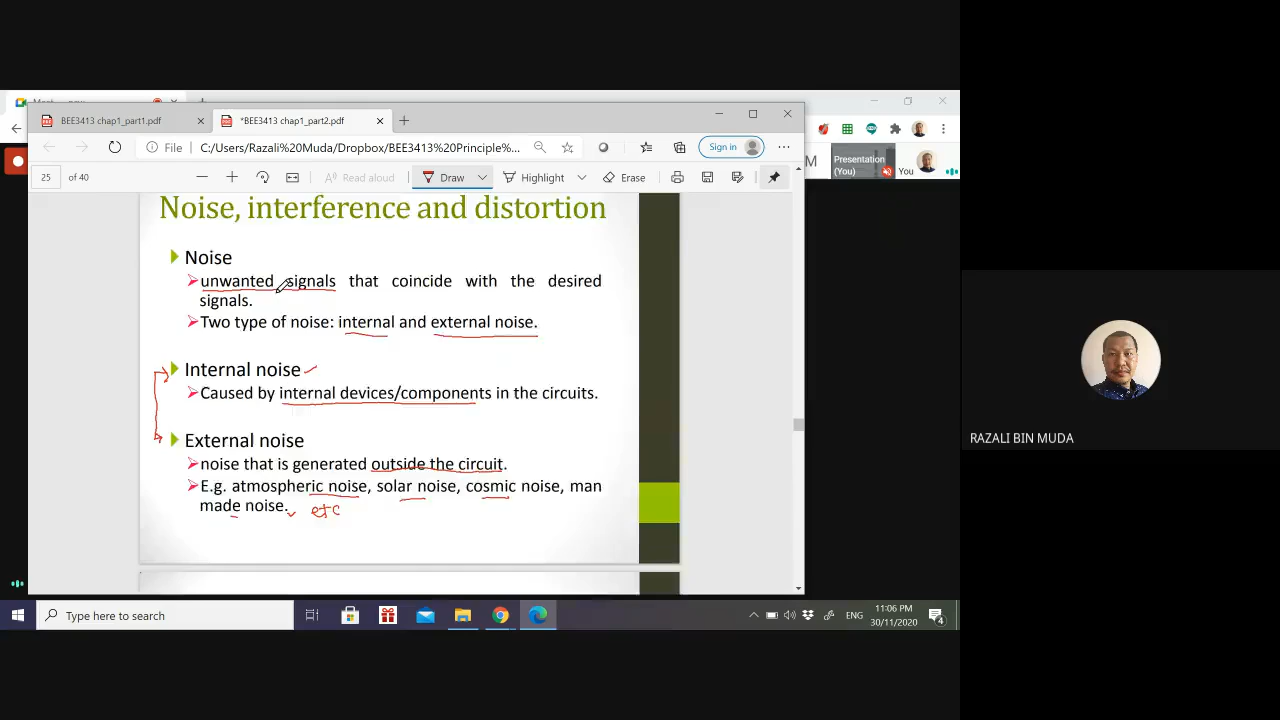 BEE3413 chap1_part1.pdf
*BEE3413 chap1_part2.pdf
File
C:/Users/Razali%20Muda/Dropbox/BEE3413%20Principle%...
Sign in
Presentation
(You)
You
25 of 40
Read aloud
Draw
Highlight
Erase
Noise, interference and distortion
Noise
unwanted signals that coincide with the desired
signals.
Two type of noise: internal and external noise.
Internal noise
Caused by internal devices/components in the circuits.
External noise
noise that is generated outside the circuit.
E.g. atmospheric noise, solar noise, cosmic noise, man
made noise. etc
RAZALI BIN MUDA
Type here to search
ENG
11:06 PM
30/11/2020
4